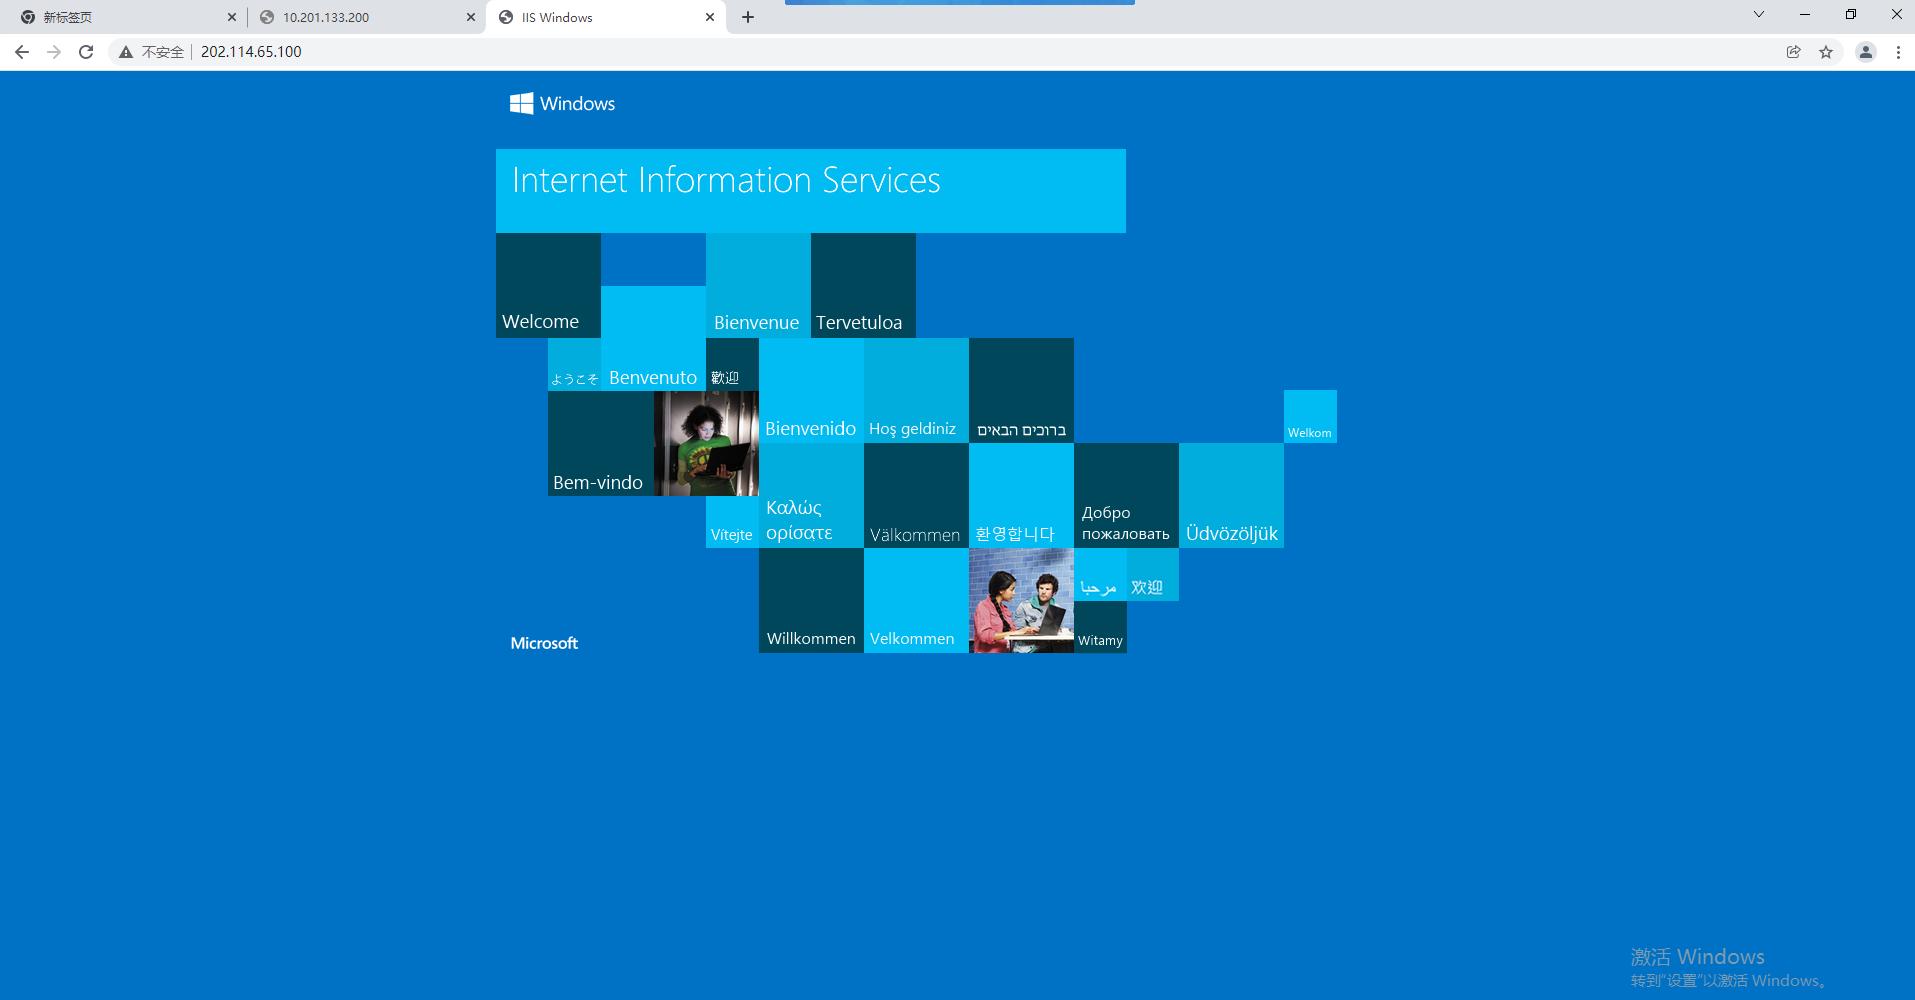 新标签页
10.201.133.200
IIS Windows
不安全
202.114.65.100
Windows
Internet Information Services
Welcome
Bienvenue
Tervetuloa
ようこそ
Benvenuto
歡迎
Bienvenido
Hoş geldiniz
ברוכים הבאים
Welkom
Bem-vindo
Vítejte
Καλώς
ορίσατε
Välkommen
환영합니다
Добро
пожаловать
Üdvözöljük
مرحبا
欢迎
Microsoft
Willkommen
Velkommen
Witamy
激活 Windows
转到"设置"以激活 Windows。